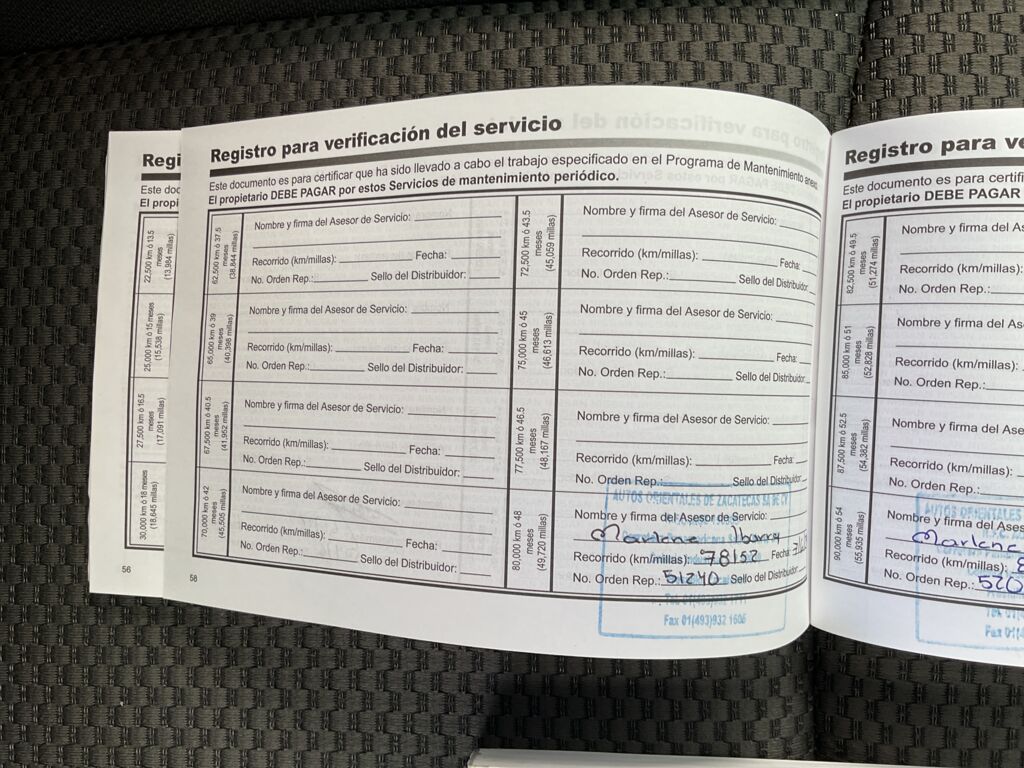 Regi
Este doc
El propi
22,500 km ó 13.5
meses
(13,984 millas)
25,000 km ó 15 meses
(15,538 millas)
27,500 km ó 16.5
meses
(17,091 millas)
30,000 km ó 18 meses
(18,645 millas)
56
Registro para verificación del servicio
Este documento es para certificar que ha sido llevado a cabo el trabajo especificado en el Programa de Mantenimiento anexo
El propietario DEBE PAGAR por estos Servicios de mantenimiento periódico.
62,500 km ó 37.5
meses
(38,844 millas)
Nombre y firma del Asesor de Servicio:
Recorrido (km/millas): Fecha:
No. Orden Rep.: Sello del Distribuidor:
65,000 km ó 39
meses
(40,398 millas)
Nombre y firma del Asesor de Servicio:
Recorrido (km/millas): Fecha:
No. Orden Rep.: Sello del Distribuidor:
67,500 km ó 40.5
meses
(41,952 millas)
Nombre y firma del Asesor de Servicio:
Recorrido (km/millas): Fecha:
No. Orden Rep.: Sello del Distribuidor:
70,000 km ó 42
meses
(45,505 millas)
Nombre y firma del Asesor de Servicio:
Recorrido (km/millas): Fecha:
No. Orden Rep.: Sello del Distribuidor:
72,500 km ó 43.5
meses
(45,059 millas)
Nombre y firma del Asesor de Servicio:
Recorrido (km/millas): Fecha:
No. Orden Rep.: Sello del Distribuidor:
75,000 km ó 45
meses
(46,613 millas)
Nombre y firma del Asesor de Servicio:
Recorrido (km/millas): Fecha:
No. Orden Rep.: Sello del Distribuidor:
77,500 km ó 46.5
meses
(48,167 millas)
Nombre y firma del Asesor de Servicio:
Recorrido (km/millas): Fecha:
No. Orden Rep.: Sello del Distribuidor:
80,000 km ó 48
meses
(49,720 millas)
AUTOS ORIENTALES DE ZACATECAS SA DE CV
Nombre y firma del Asesor de Servicio:
Marlene Ibarra
Recorrido (km/millas): 78152 Fecha:
No. Orden Rep.: 51240 Sello del Distribuidor:
Fax 01(493)932 1606
58
Registro para ve
Este documento es para certifi
El propietario DEBE PAGAR
82,500 km ó 49.5
meses
(51,274 millas)
Nombre y firma del As
Recorrido (km/millas):
No. Orden Rep.:
85,000 km ó 51
meses
(52,828 millas)
Nombre y firma del As
Recorrido (km/millas):
No. Orden Rep.:
87,500 km ó 52.5
meses
(54,382 millas)
Nombre y firma del Ase
Recorrido (km/millas):
No. Orden Rep.:
90,000 km ó 54
meses
(55,935 millas)
AUTOS ORIENTALES
Nombre y firma del Ases
Marlene
Recorrido (km/millas): 8
No. Orden Rep.: 520